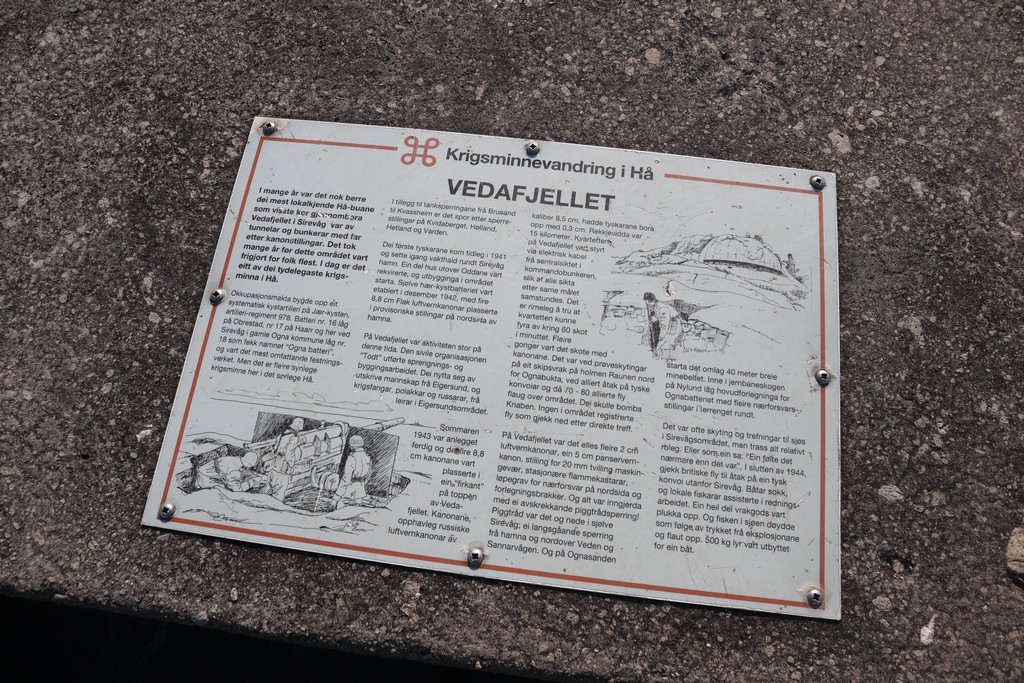 Krigsminnevandring i Hå
VEDAFJELLET
I mange år var det nok berre
dei mest lokalkjende Hå-buane
som visste kor gjennombora
Vedafjellet i Sirevåg var av
tunnelar og bunkerar med far
etter kanonstillingar. Det tok
mange år før dette området vart
frigjort for folk flest. I dag er det
eitt av dei tydelegaste krigs-
minna i Hå.
Okkupasjonsmakta bygde opp eit
systematisk kystartilleri på Jær-kysten,
artilleri-regiment 978. Batteri nr. 16 låg
på Obrestad, nr 17 på Haarr og her ved
Sirevåg i gamle Ogna kommune låg nr.
18 som fekk namnet "Ogna batteri",
og vart det mest omfattande festnings-
verket. Men det er fleire synlege
krigsminne her i det sørlege Hå.
I tillegg til tanksperringane frå Brusand
til Kvassheim er det spor etter sperre-
stillingar på Kvidaberget, Hølland,
Hetland og Varden.
Dei første tyskarane kom tidleg i 1941
og sette igang vakthald rundt Sirevåg
hamn. Ein del hus utover Oddane vart
rekvirerte, og utbygginga i området
starta. Sjølve hær-kystbatteriet vart
etablert i desember 1942, med fire
8,8 cm Flak luftvernkanonar plasserte
i provisoriske stillingar på nordsida av
hamna.
På Vedafjellet var aktiviteten stor på
denne tida. Den sivile organisasjonen
"Todt" utførte sprengnings- og
byggingsarbeidet. Dei nytta seg av
utskrive mannskap frå Eigersund, og
krigsfangar, polakkar og russarar, frå
leirar i Eigersundsområdet.
Sommaren
1943 var anlegget
ferdig og dei fire 8,8
cm kanonane vart
plasserte i
ein "firkant"
på toppen
av Veda-
fjellet. Kanonane,
opphavleg russiske
luftvernkanonar av
kaliber 8,5 cm, hadde tyskarane bora
opp med 0,3 cm. Rekkjevidda var
15 kilometer. Kvartetten
på Vedafjellet vart styrt
via elektrisk kabel
frå sentralsiktet i
kommandobunkeren,
slik at alle sikta
etter same målet
samstundes. Det
er rimeleg å tru at
kvartetten kunne
fyra av kring 60 skot
i minuttet. Fleire
gonger vart det skote med
kanonane. Det var ved prøveskytingar
på eit skipsvrak på holmen Raunen nord
for Ognabukta, ved alliert åtak på tyske
konvoiar og då 70 - 80 allierte fly
flaug over området. Dei skulle bomba
Knaben. Ingen i området registrerte
fly som gjekk ned etter direkte treff.
På Vedafjellet var det elles fleire 2 cm
luftvernkanonar, ein 5 cm panservern-
kanon, stilling for 20 mm tvilling maskin-
gevær, stasjonære flammekastarar,
løpegrav for nærforsvar på nordsida og
forlegningsbrakker. Og alt var inngjerda
med ei avskrekkande piggtrådsperring!
Piggtråd var det og nede i sjølve
Sirevåg; ei langsgåande sperring
frå hamna og nordover Veden og
Sannarvågen. Og på Ognasanden
starta det omlag 40 meter breie
minebeltet. Inne i jernbaneskogen
på Nylund låg hovudforlegninga for
Ognabatteriet med fleire nærforsvars-
stillingar i terrenget rundt.
Det var ofte skyting og trefningar til sjøs
i Sirevågsområdet, men trass alt relativt
roleg. Eller som ein sa: "Ein følte det
nærmere enn det var". I slutten av 1944,
gjekk britiske fly til åtak på ein tysk
konvoi utanfor Sirevåg. Båtar søkk,
og lokale fiskarar assisterte i rednings-
arbeidet. Ein heil del vrakgods vart
plukka opp. Og fisken i sjøen døydde
som følge av trykket frå eksplosjonane
og flaut opp. 500 kg lyr vart utbyttet
for ein båt.